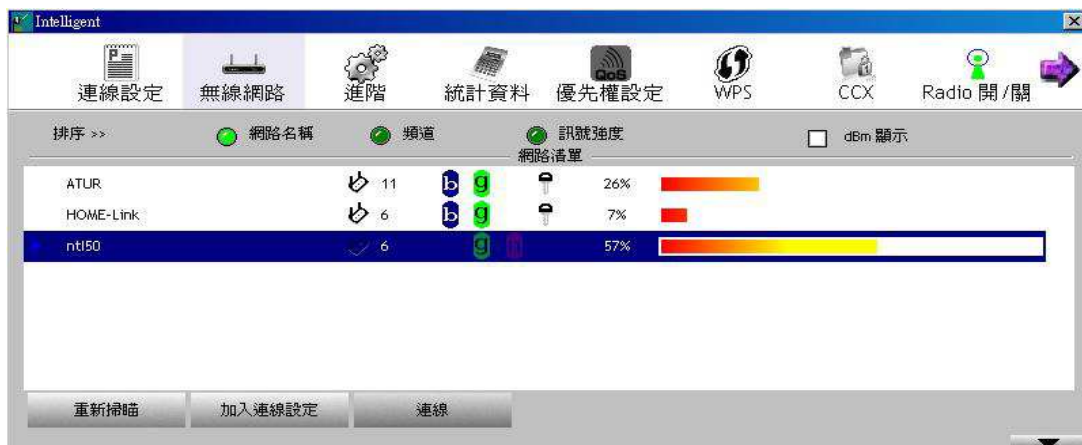 Intelligent
連線設定 無線網路 進階 統計資料 優先權設定 WPS CCX Radio 開 /關
QoS
排序 >> 網路名稱 頻道 訊號強度 dBm 顯示
網路清單
ATUR 11 b g 26%
HOME-Link 6 b g 7%
ntl50 6 g n 57%
重新掃瞄 加入連線設定 連線